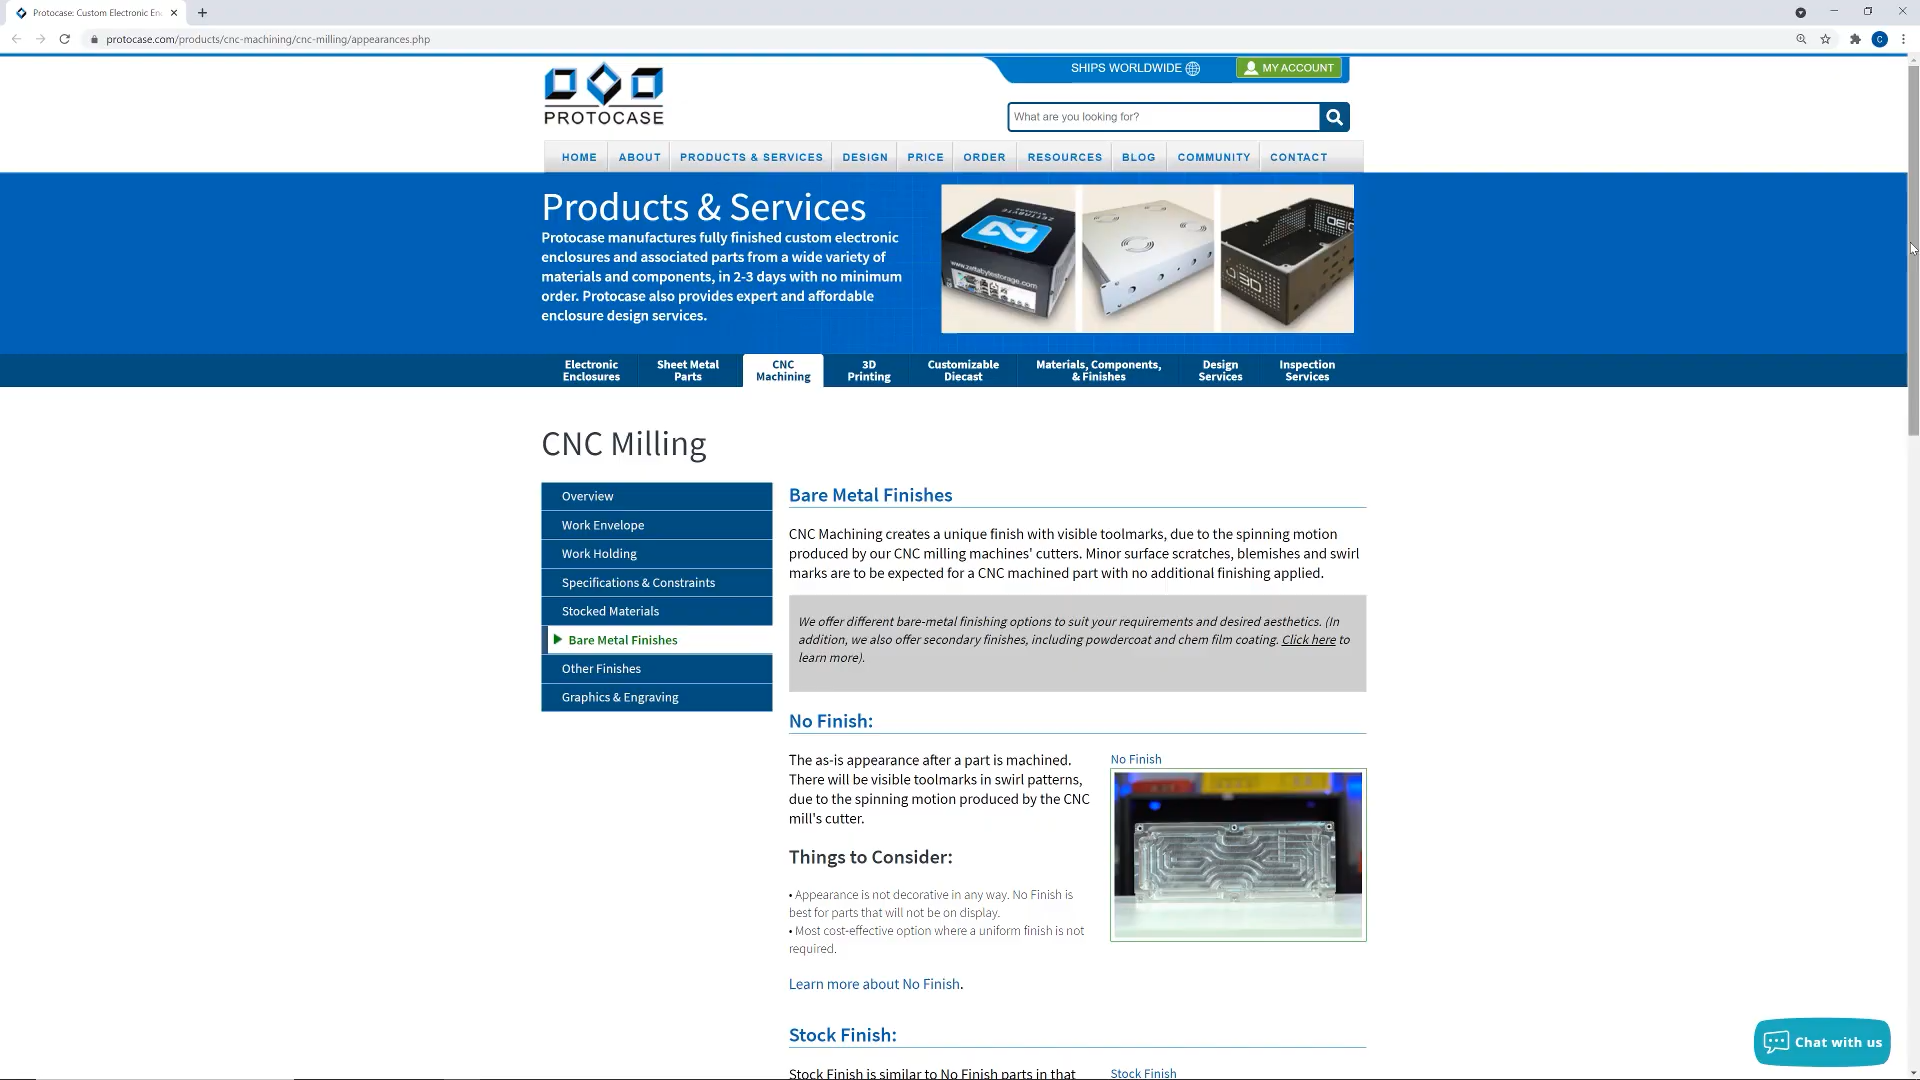 Protocase: Custom Electronic En
protocase.com/products/cnc-machining/cnc-milling/appearances.php
C
SHIPS WORLDWIDE
MY ACCOUNT
PROTOCASE
What are you looking for?
HOME ABOUT PRODUCTS & SERVICES DESIGN PRICE ORDER RESOURCES BLOG COMMUNITY CONTACT
Products & Services
Protocase manufactures fully finished custom electronic
enclosures and associated parts from a wide variety of
materials and components, in 2-3 days with no minimum
order. Protocase also provides expert and affordable
enclosure design services.
www.zettabytestorage.com
Electronic Enclosures
Sheet Metal Parts
CNC Machining
3D Printing
Customizable Diecast
Materials, Components, & Finishes
Design Services
Inspection Services
CNC Milling
Overview
Work Envelope
Work Holding
Specifications & Constraints
Stocked Materials
Bare Metal Finishes
Other Finishes
Graphics & Engraving
Bare Metal Finishes
CNC Machining creates a unique finish with visible toolmarks, due to the spinning motion
produced by our CNC milling machines' cutters. Minor surface scratches, blemishes and swirl
marks are to be expected for a CNC machined part with no additional finishing applied.
We offer different bare-metal finishing options to suit your requirements and desired aesthetics. (In
addition, we also offer secondary finishes, including powdercoat and chem film coating. Click here to
learn more).
No Finish:
The as-is appearance after a part is machined.
There will be visible toolmarks in swirl patterns,
due to the spinning motion produced by the CNC
mill's cutter.
No Finish
Things to Consider:
• Appearance is not decorative in any way. No Finish is
best for parts that will not be on display.
• Most cost-effective option where a uniform finish is not
required.
Learn more about No Finish.
Stock Finish:
Stock Finish is similar to No Finish parts in that
Stock Finish
Chat with us